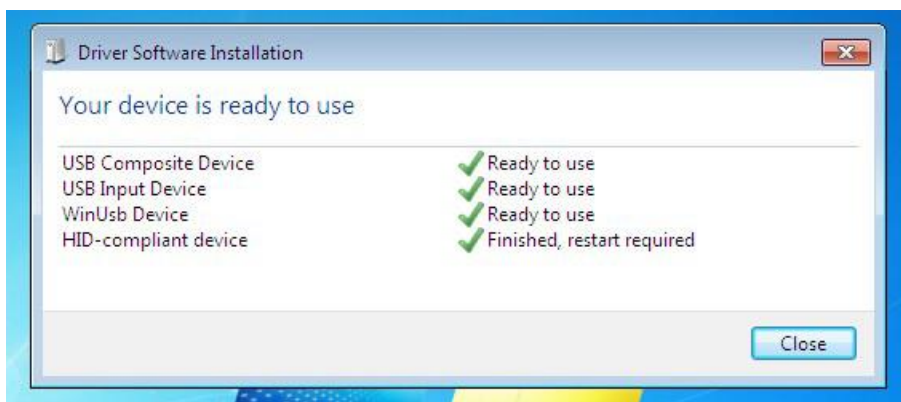 Driver Software Installation
Your device is ready to use
USB Composite Device Ready to use
USB Input Device Ready to use
WinUsb Device Ready to use
HID-compliant device Finished, restart required
Close